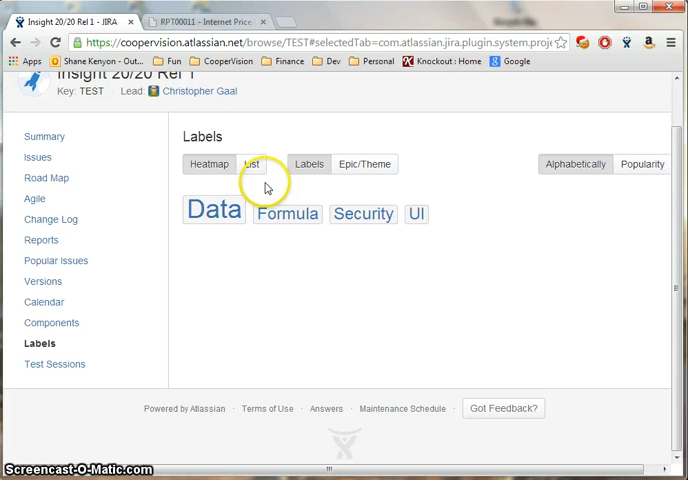 Insight 20/20 Rel 1 - JIRA
RPT00011 - Internet Price
https://coopervision.atlassian.net/browse/TEST#selectedTab=com.atlassian.jira.plugin.system.proje
Apps Shane Kenyon - Out... Fun CooperVision Finance Dev Personal Knockout : Home Google
Insight 20/20 Rel 1
Key: TEST · Lead: Christopher Gaal
Summary
Issues
Road Map
Agile
Change Log
Reports
Popular Issues
Versions
Calendar
Components
Labels
Test Sessions
Labels
Heatmap List Labels Epic/Theme Alphabetically Popularity
Data Formula Security UI
Powered by Atlassian · Terms of Use · Answers · Maintenance Schedule · Got Feedback?
Screencast-O-Matic.com